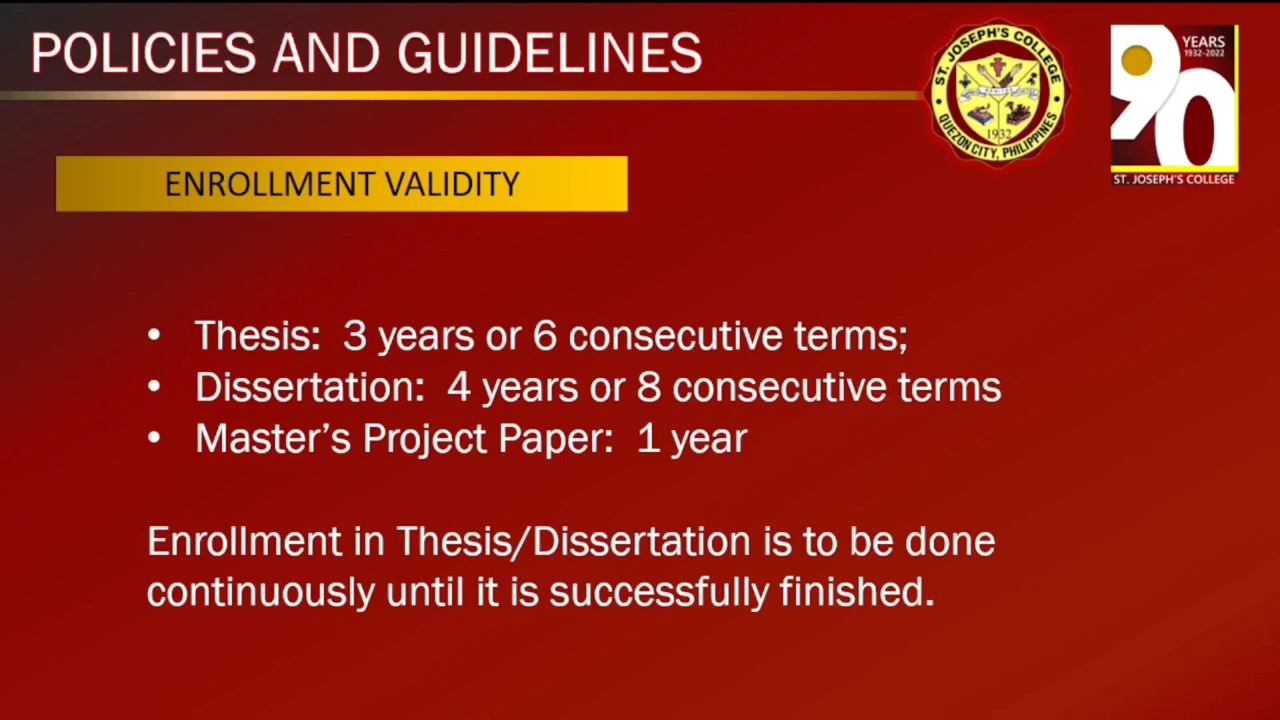 POLICIES AND GUIDELINES
ST. JOSEPH'S COLLEGE
QUEZON CITY, PHILIPPINES
1932
90
YEARS
1932-2022
ST. JOSEPH'S COLLEGE
ENROLLMENT VALIDITY
• Thesis: 3 years or 6 consecutive terms;
• Dissertation: 4 years or 8 consecutive terms
• Master’s Project Paper: 1 year
Enrollment in Thesis/Dissertation is to be done
continuously until it is successfully finished.